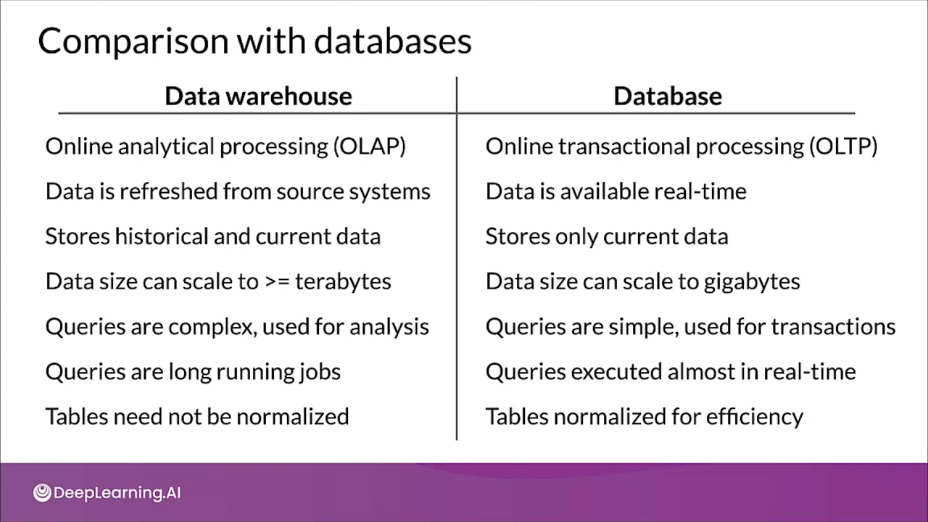 Comparison with databases
Data warehouse
Database
Online analytical processing (OLAP)
Online transactional processing (OLTP)
Data is refreshed from source systems
Data is available real-time
Stores historical and current data
Stores only current data
Data size can scale to >= terabytes
Data size can scale to gigabytes
Queries are complex, used for analysis
Queries are simple, used for transactions
Queries are long running jobs
Queries executed almost in real-time
Tables need not be normalized
Tables normalized for efficiency
DeepLearning.AI